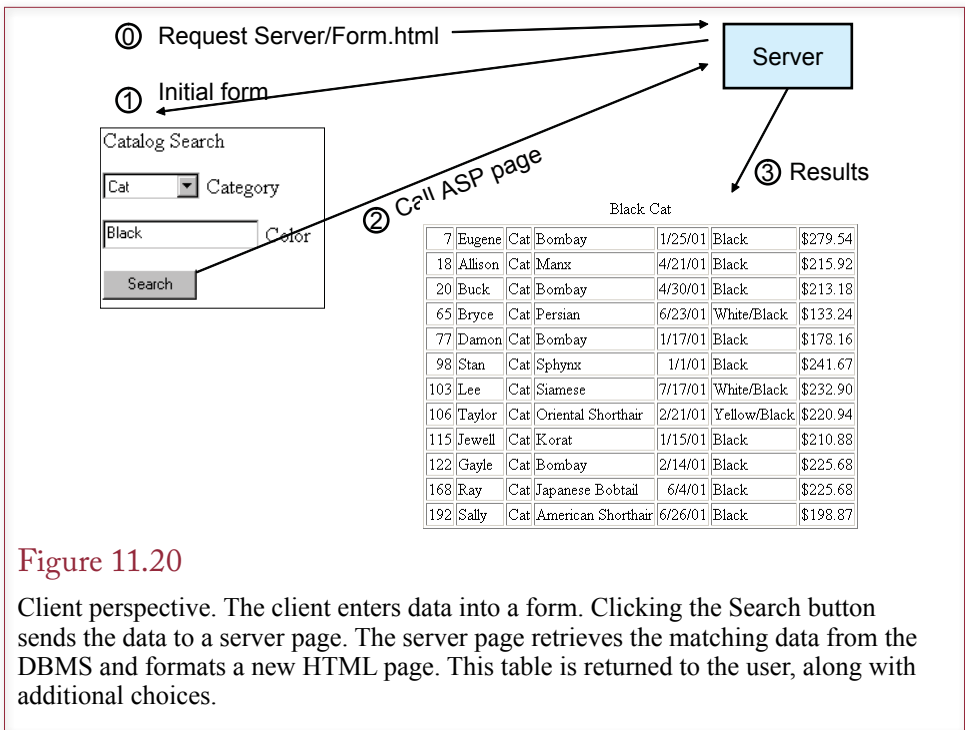 0 Request Server/Form.html
Server
1 Initial form
Catalog Search
Cat Category
Black Color
Search
2 Call ASP page
3 Results
Black Cat
7 Eugene Cat Bombay 1/25/01 Black $279.54
18 Allison Cat Manx 4/21/01 Black $215.92
20 Buck Cat Bombay 4/30/01 Black $213.18
65 Bryce Cat Persian 6/23/01 White/Black $133.24
77 Damon Cat Bombay 1/17/01 Black $178.16
98 Stan Cat Sphynx 1/1/01 Black $241.67
103 Lee Cat Siamese 7/17/01 White/Black $232.90
106 Taylor Cat Oriental Shorthair 2/21/01 Yellow/Black $220.94
115 Jewell Cat Korat 1/15/01 Black $210.88
122 Gayle Cat Bombay 2/14/01 Black $225.68
168 Ray Cat Japanese Bobtail 6/4/01 Black $225.68
192 Sally Cat American Shorthair 6/26/01 Black $198.87
Figure 11.20
Client perspective. The client enters data into a form. Clicking the Search button
sends the data to a server page. The server page retrieves the matching data from the
DBMS and formats a new HTML page. This table is returned to the user, along with
additional choices.